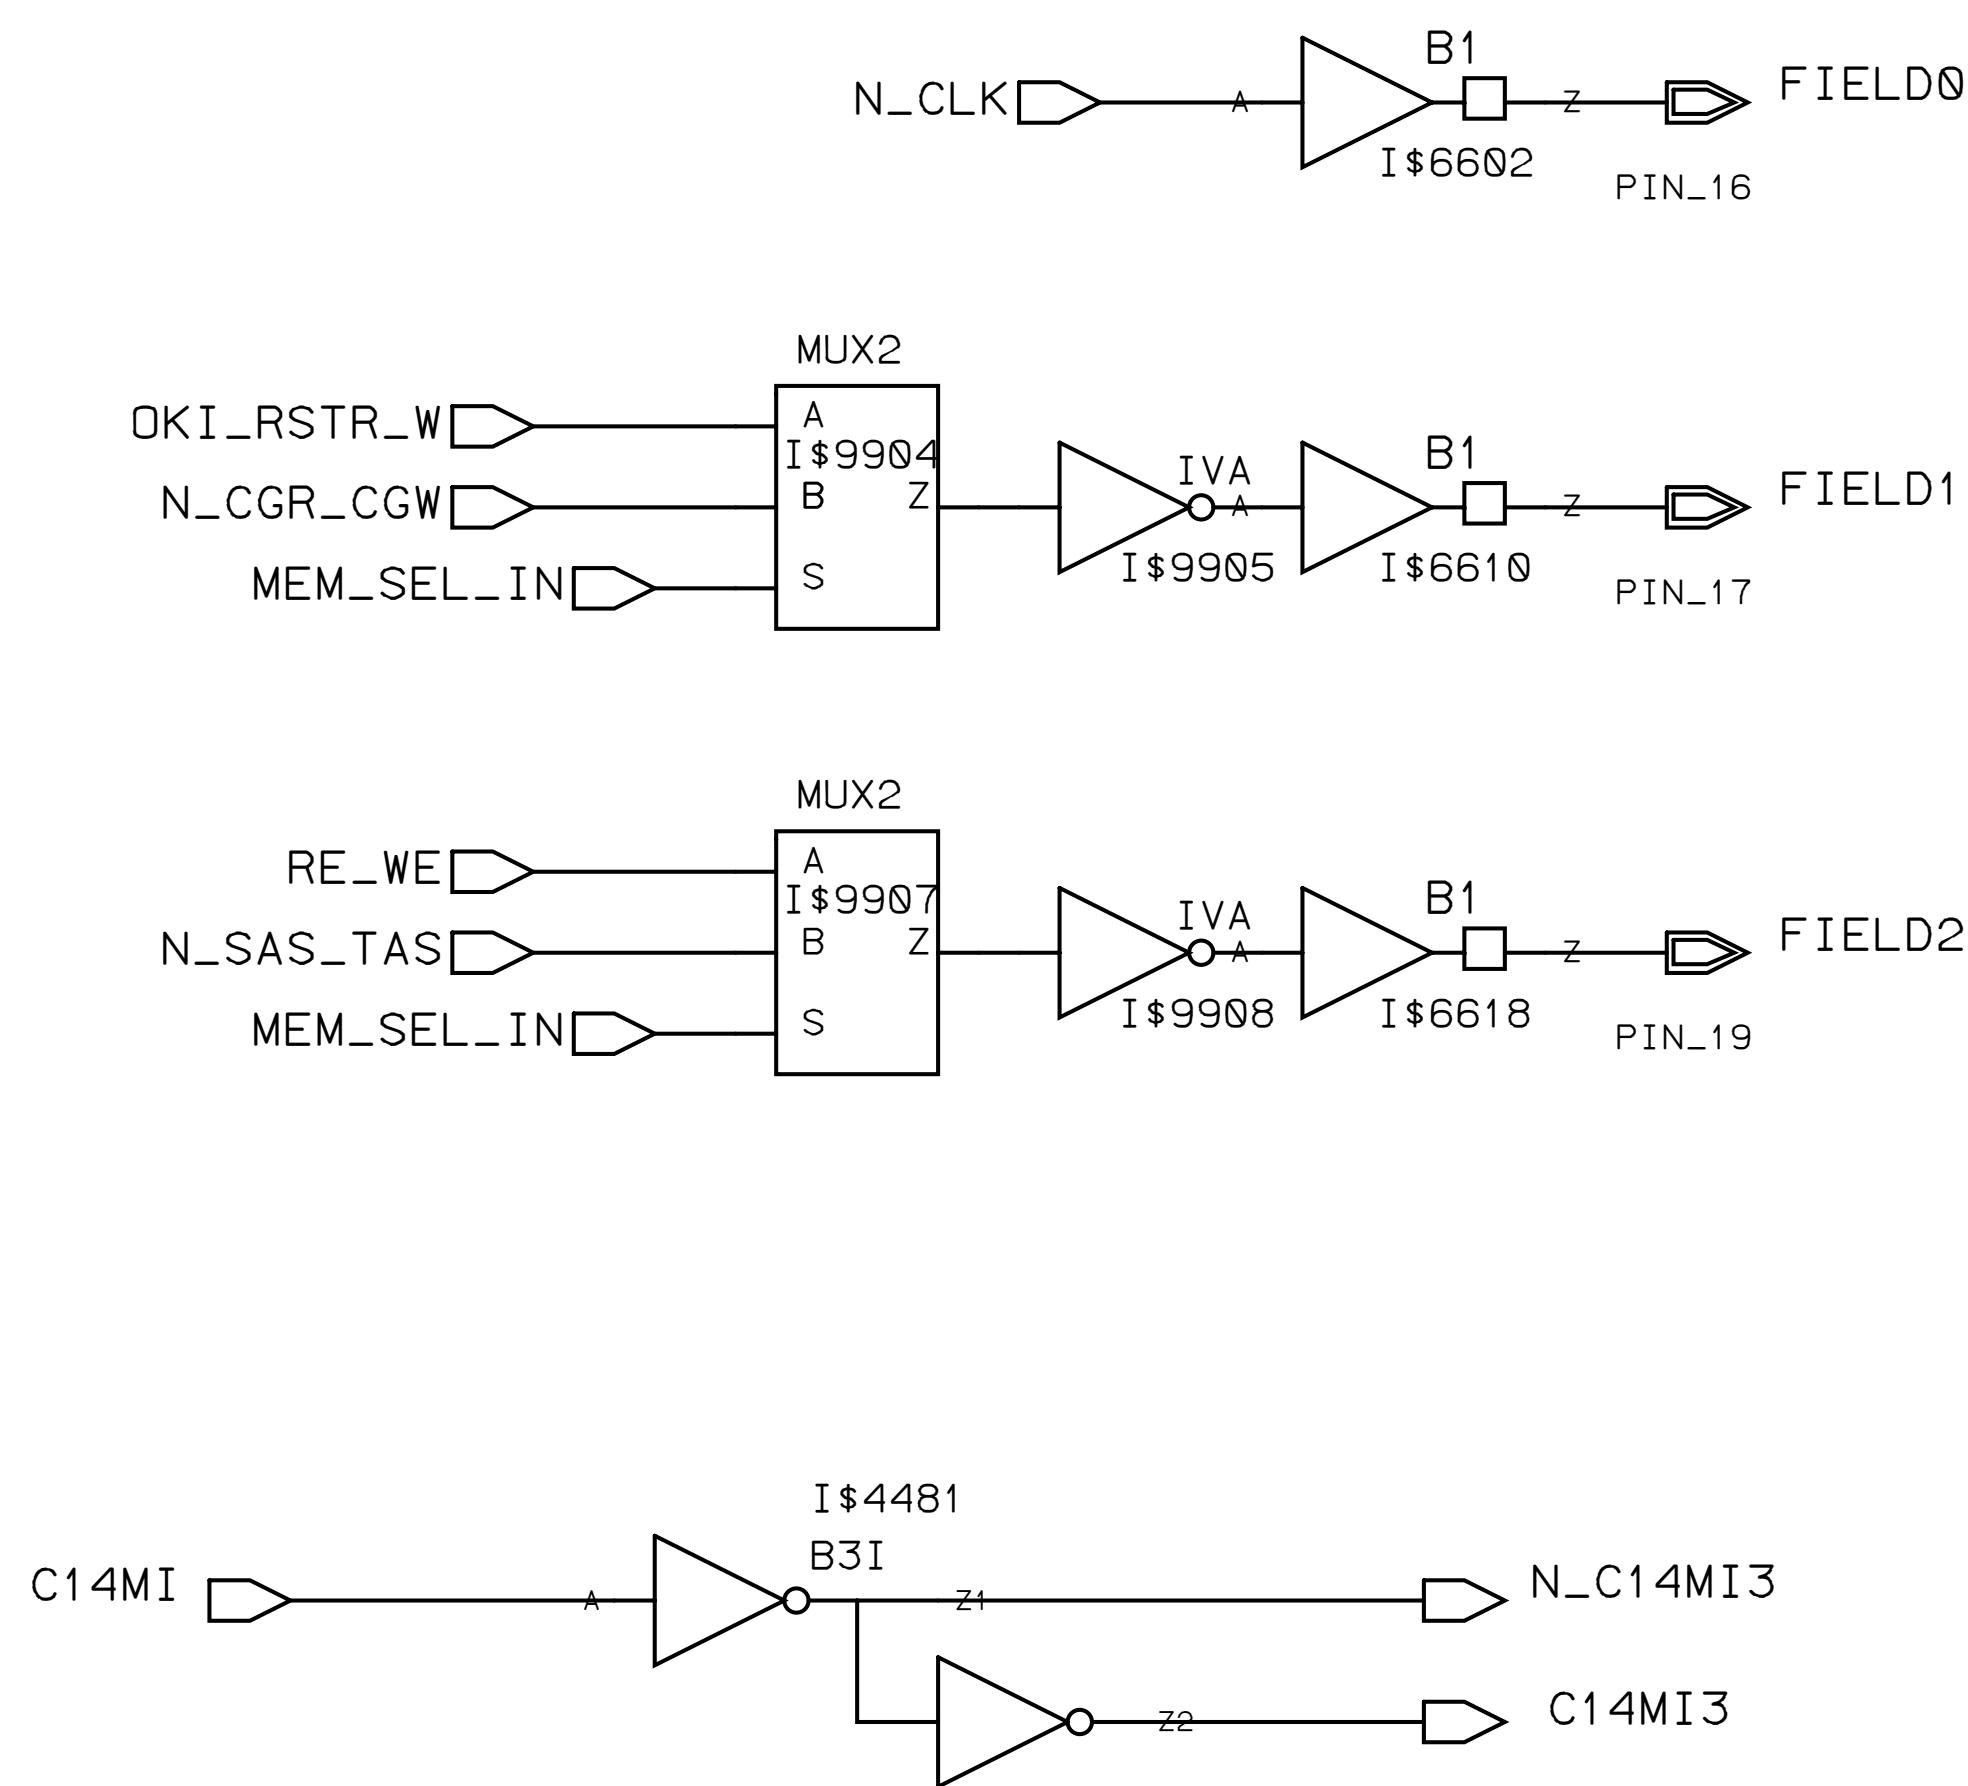 B1
N_CLK A Z FIELD0
I$6602 PIN_16
MUX2
OKI_RSTR_W A
I$9904 IVA B1
N_CGR_CGW B Z A Z FIELD1
MEM_SEL_IN S I$9905 I$6610 PIN_17
MUX2
RE_WE A
I$9907 IVA B1
N_SAS_TAS B Z A Z FIELD2
MEM_SEL_IN S I$9908 I$6618 PIN_19
I$4481
B3I
C14MI A Z1 N_C14MI3
Z2 C14MI3